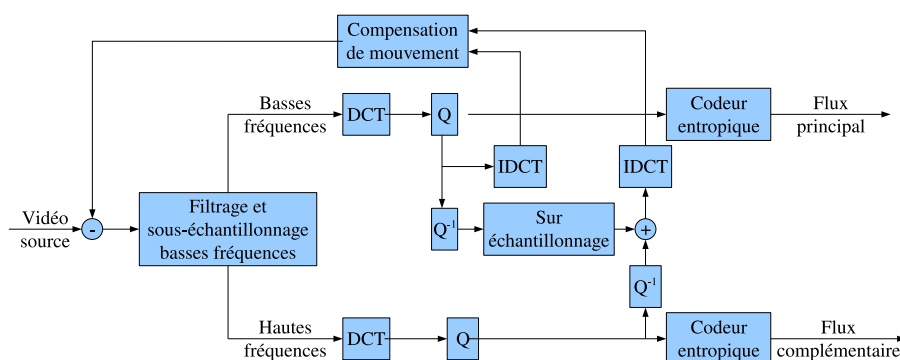 Compensation
de mouvement
Basses
fréquences
DCT
Q
Codeur
entropique
Flux
principal
IDCT
IDCT
Vidéo
source
-
Filtrage et
sous-échantillonnage
basses fréquences
Q-1
Sur
échantillonnage
+
Q-1
Hautes
fréquences
DCT
Q
Codeur
entropique
Flux
complémentaire